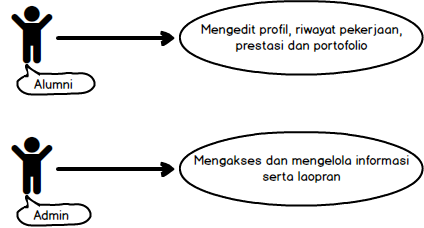 Mengedit profil, riwayat pekerjaan,
prestasi dan portofolio
Alumni
Mengakses dan mengelola informasi
serta laopran
Admin